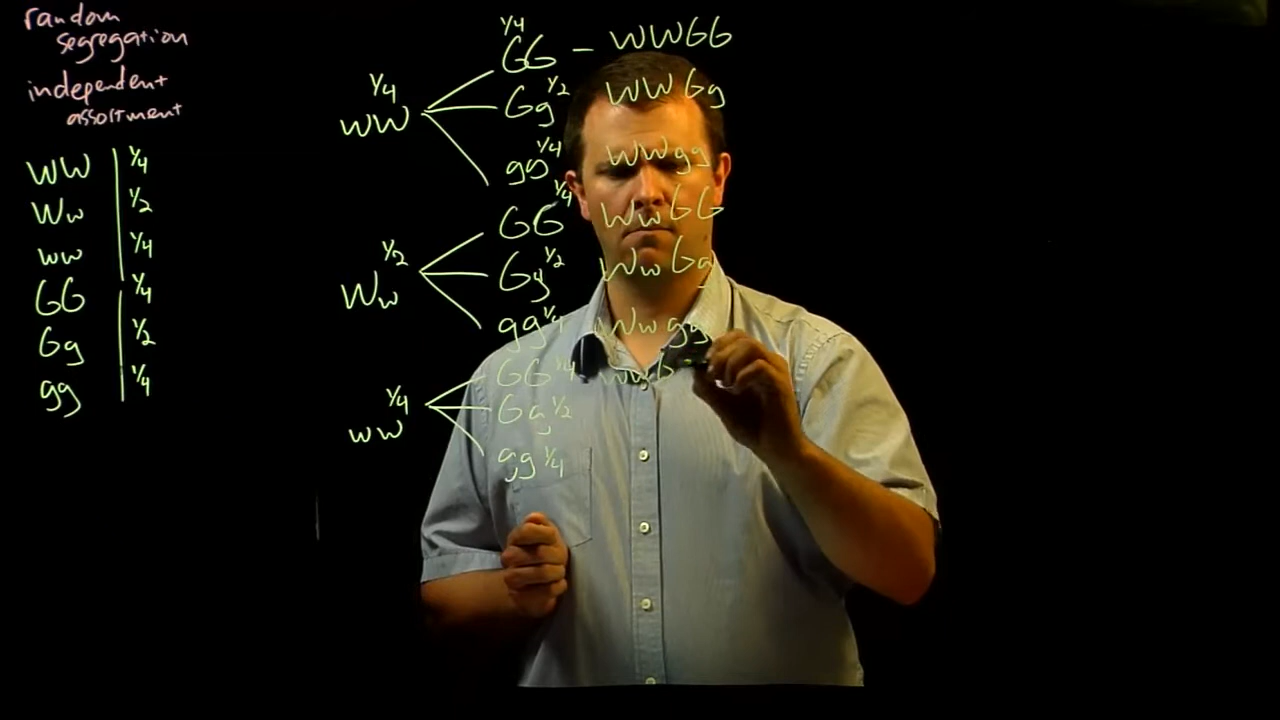 random
segregation
independent
assortment
WW 1/4
Ww 1/2
ww 1/4
GG 1/4
Gg 1/2
gg 1/4
1/4
WW
1/4
GG - WWGG
Gg 1/2 WWGg
gg 1/4 WWgg
1/2
Ww
GG 1/4 WwGG
Gg 1/2 WwGg
gg 1/4 Wwgg
1/4
ww
GG 1/4 - wwG
Gg 1/2
gg 1/4